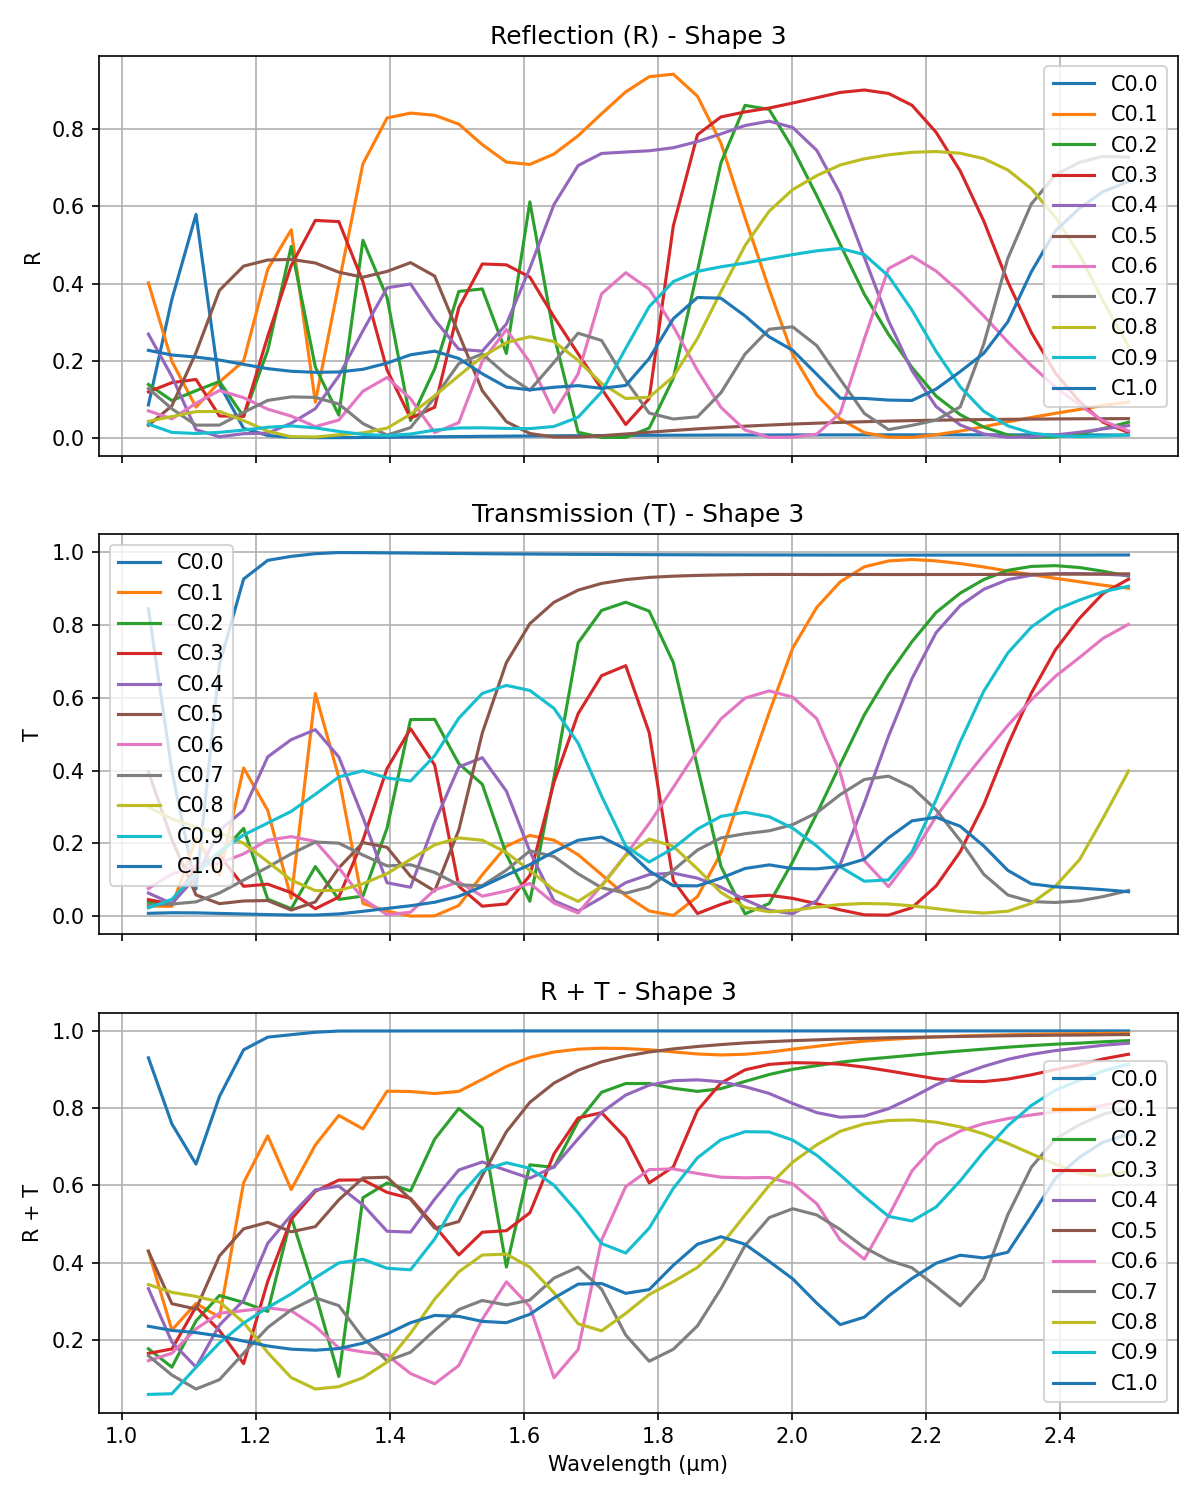 Reflection (R) - Shape 3
R
0.8
0.6
0.4
0.2
0.0
C0.0
C0.1
C0.2
C0.3
C0.4
C0.5
C0.6
C0.7
C0.8
C0.9
C1.0
Transmission (T) - Shape 3
T
1.0
0.8
0.6
0.4
0.2
0.0
C0.0
C0.1
C0.2
C0.3
C0.4
C0.5
C0.6
C0.7
C0.8
C0.9
C1.0
R + T - Shape 3
R + T
1.0
0.8
0.6
0.4
0.2
C0.0
C0.1
C0.2
C0.3
C0.4
C0.5
C0.6
C0.7
C0.8
C0.9
C1.0
1.0 1.2 1.4 1.6 1.8 2.0 2.2 2.4
Wavelength (μm)